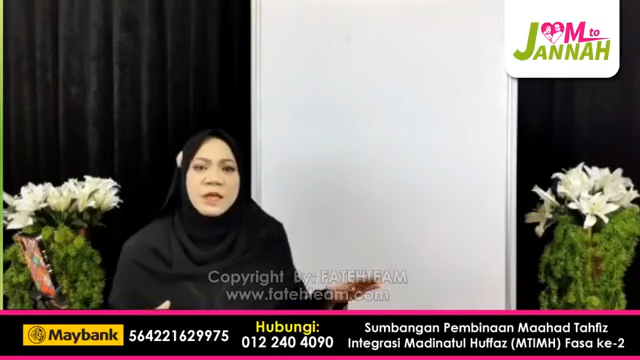 JOM to
JANNAH
Copyright By: FATEHTEAM
www.fatehteam.com
Maybank 564221629975
Hubungi:
012 240 4090
Sumbangan Pembinaan Maahad Tahfiz
Integrasi Madinatul Huffaz (MTIMH) Fasa ke-2